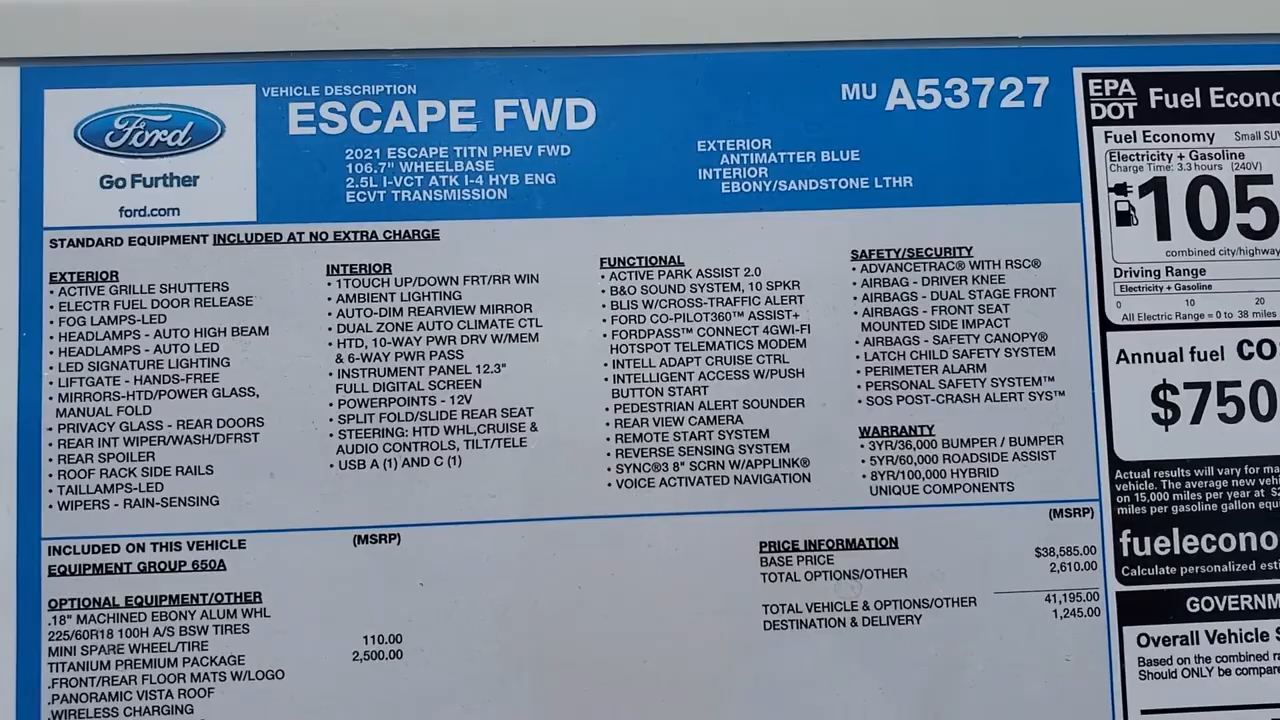 Ford
Go Further
ford.com
VEHICLE DESCRIPTION
ESCAPE FWD
2021 ESCAPE TITN PHEV FWD
106.7" WHEELBASE
2.5L I-VCT ATK I-4 HYB ENG
ECVT TRANSMISSION
MU A53727
EXTERIOR
ANTIMATTER BLUE
INTERIOR
EBONY/SANDSTONE LTHR
STANDARD EQUIPMENT INCLUDED AT NO EXTRA CHARGE
EXTERIOR
• ACTIVE GRILLE SHUTTERS
• ELECTR FUEL DOOR RELEASE
• FOG LAMPS-LED
• HEADLAMPS - AUTO HIGH BEAM
• HEADLAMPS - AUTO LED
• LED SIGNATURE LIGHTING
• LIFTGATE - HANDS-FREE
• MIRRORS-HTD/POWER GLASS,
MANUAL FOLD
• PRIVACY GLASS - REAR DOORS
• REAR INT WIPER/WASH/DFRST
• REAR SPOILER
• ROOF RACK SIDE RAILS
• TAILLAMPS-LED
• WIPERS - RAIN-SENSING
INTERIOR
• 1TOUCH UP/DOWN FRT/RR WIN
• AMBIENT LIGHTING
• AUTO-DIM REARVIEW MIRROR
• DUAL ZONE AUTO CLIMATE CTL
• HTD, 10-WAY PWR DRV W/MEM
& 6-WAY PWR PASS
• INSTRUMENT PANEL 12.3"
FULL DIGITAL SCREEN
• POWERPOINTS - 12V
• SPLIT FOLD/SLIDE REAR SEAT
• STEERING: HTD WHL,CRUISE &
AUDIO CONTROLS, TILT/TELE
• USB A (1) AND C (1)
FUNCTIONAL
• ACTIVE PARK ASSIST 2.0
• B&O SOUND SYSTEM, 10 SPKR
• BLIS W/CROSS-TRAFFIC ALERT
• FORD CO-PILOT360™ ASSIST+
• FORDPASS™ CONNECT 4GWI-FI
HOTSPOT TELEMATICS MODEM
• INTELL ADAPT CRUISE CTRL
• INTELLIGENT ACCESS W/PUSH
BUTTON START
• PEDESTRIAN ALERT SOUNDER
• REAR VIEW CAMERA
• REMOTE START SYSTEM
• REVERSE SENSING SYSTEM
• SYNC®3 8" SCRN W/APPLINK®
• VOICE ACTIVATED NAVIGATION
SAFETY/SECURITY
• ADVANCETRAC® WITH RSC®
• AIRBAG - DRIVER KNEE
• AIRBAGS - DUAL STAGE FRONT
• AIRBAGS - FRONT SEAT
MOUNTED SIDE IMPACT
• AIRBAGS - SAFETY CANOPY®
• LATCH CHILD SAFETY SYSTEM
• PERIMETER ALARM
• PERSONAL SAFETY SYSTEM™
• SOS POST-CRASH ALERT SYS™
WARRANTY
• 3YR/36,000 BUMPER / BUMPER
• 5YR/60,000 ROADSIDE ASSIST
• 8YR/100,000 HYBRID
UNIQUE COMPONENTS
INCLUDED ON THIS VEHICLE (MSRP)
EQUIPMENT GROUP 650A
OPTIONAL EQUIPMENT/OTHER
.18" MACHINED EBONY ALUM WHL
225/60R18 100H A/S BSW TIRES
MINI SPARE WHEEL/TIRE 110.00
TITANIUM PREMIUM PACKAGE 2,500.00
.FRONT/REAR FLOOR MATS W/LOGO
.PANORAMIC VISTA ROOF
.WIRELESS CHARGING
(MSRP)
PRICE INFORMATION
BASE PRICE $38,585.00
TOTAL OPTIONS/OTHER 2,610.00
TOTAL VEHICLE & OPTIONS/OTHER 41,195.00
DESTINATION & DELIVERY 1,245.00
EPA
DOT
Fuel Econ
Fuel Economy Small SU
Electricity + Gasoline
Charge Time: 3.3 hours (240V)
105
combined city/highway
Driving Range
Electricity + Gasoline
0 10 20
All Electric Range = 0 to 38 miles
Annual fuel co
$750
Actual results will vary for ma
vehicle. The average new vehi
on 15,000 miles per year at $
miles per gasoline gallon equ
fuelecono
Calculate personalized esti
GOVERNM
Overall Vehicle S
Based on the combined ra
Should ONLY be compare